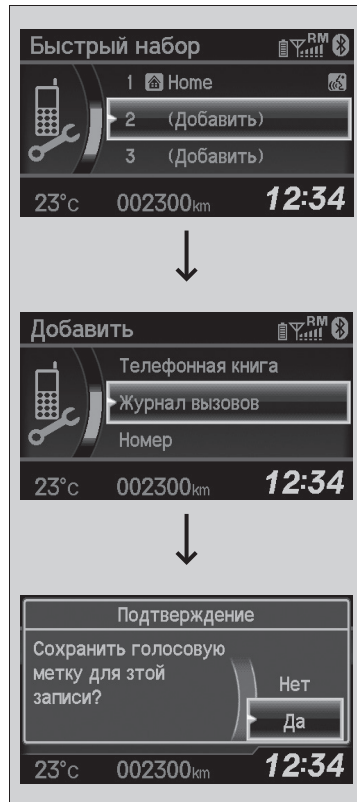 Быстрый набор RM
1 Home
2 (Добавить)
3 (Добавить)
23°C 002300km 12:34
Добавить RM
Телефонная книга
Журнал вызовов
Номер
23°C 002300km 12:34
Подтверждение
Сохранить голосовую
метку для зтой
записи?
Нет
Да
23°C 002300km 12:34